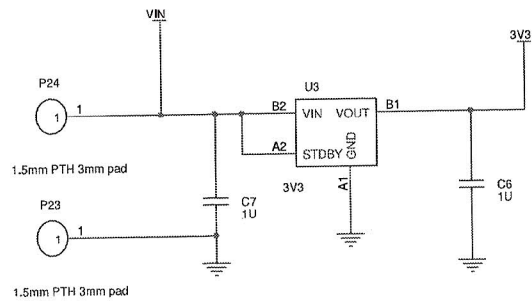 VIN
3V3
P24
1
1
1.5mm PTH 3mm pad
U3
B2
VIN
VOUT
B1
A2
STDBY
GND
3V3
A1
C7
1U
C6
1U
P23
1
1
1.5mm PTH 3mm pad